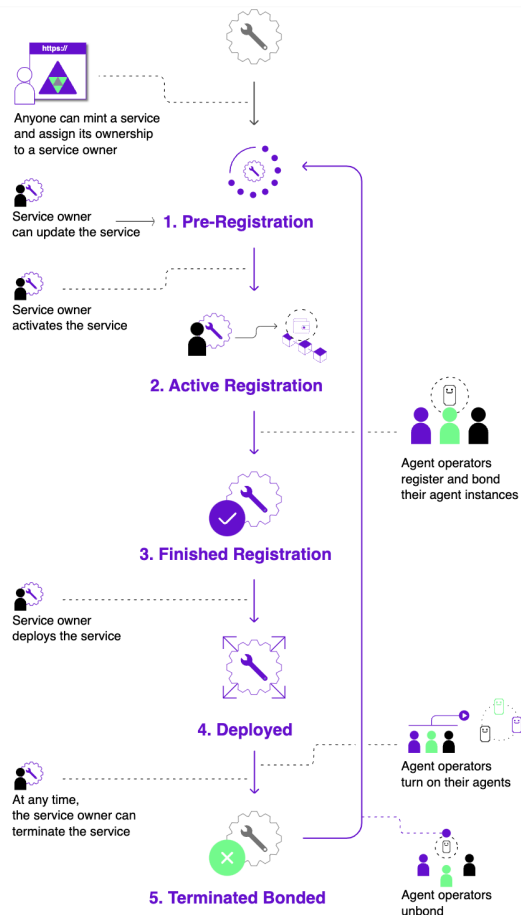 https://
Anyone can mint a service
and assign its ownership
to a service owner
Service owner
can update the service
1. Pre-Registration
Service owner
activates the service
2. Active Registration
Agent operators
register and bond
their agent instances
3. Finished Registration
Service owner
deploys the service
4. Deployed
Agent operators
turn on their agents
At any time,
the service owner can
terminate the service
5. Terminated Bonded
Agent operators
unbond